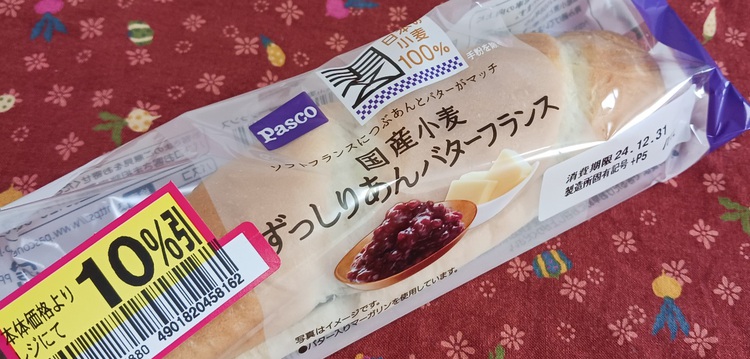 日本の
小麦
100%
Pasco
ソフトフランスにつぶあんとバターがマッチ
国産小麦
ずっしりあんバターフランス
消費期限 24.12.31
製造所固有記号 +P5
写真はイメージです。
●バター入りマーガリンを使用しています。
本体価格より
10%引
ジにて
880 4901820458162